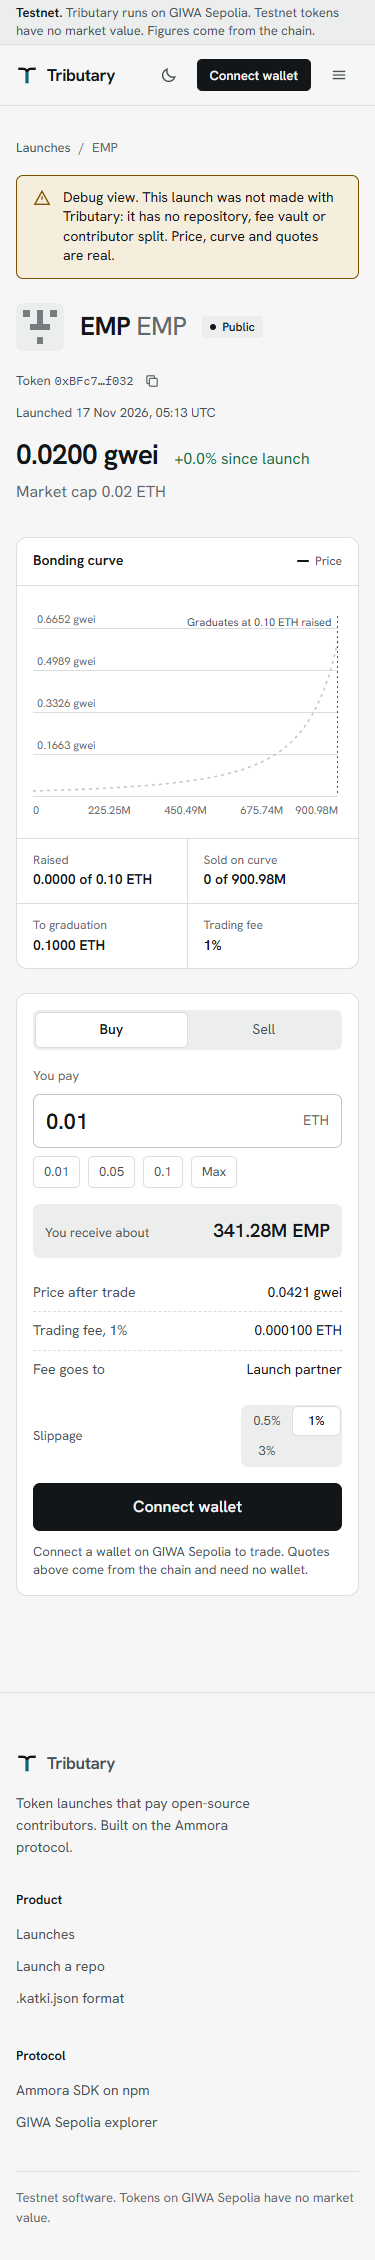 Testnet. Tributary runs on GIWA Sepolia. Testnet tokens
have no market value. Figures come from the chain.
Tributary
Connect wallet
Launches / EMP
Debug view. This launch was not made with
Tributary: it has no repository, fee vault or
contributor split. Price, curve and quotes
are real.
EMP EMP
Public
Token 0xBFc7…f032
Launched 17 Nov 2026, 05:13 UTC
0.0200 gwei +0.0% since launch
Market cap 0.02 ETH
Bonding curve
Price
0.6652 gwei
Graduates at 0.10 ETH raised
0.4989 gwei
0.3326 gwei
0.1663 gwei
0 225.25M 450.49M 675.74M 900.98M
Raised
0.0000 of 0.10 ETH
Sold on curve
0 of 900.98M
To graduation
0.1000 ETH
Trading fee
1%
Buy
Sell
You pay
0.01 ETH
0.01 0.05 0.1 Max
You receive about 341.28M EMP
Price after trade 0.0421 gwei
Trading fee, 1% 0.000100 ETH
Fee goes to Launch partner
Slippage
0.5% 1%
3%
Connect wallet
Connect a wallet on GIWA Sepolia to trade. Quotes
above come from the chain and need no wallet.
Tributary
Token launches that pay open-source
contributors. Built on the Ammora
protocol.
Product
Launches
Launch a repo
.katki.json format
Protocol
Ammora SDK on npm
GIWA Sepolia explorer
Testnet software. Tokens on GIWA Sepolia have no market
value.